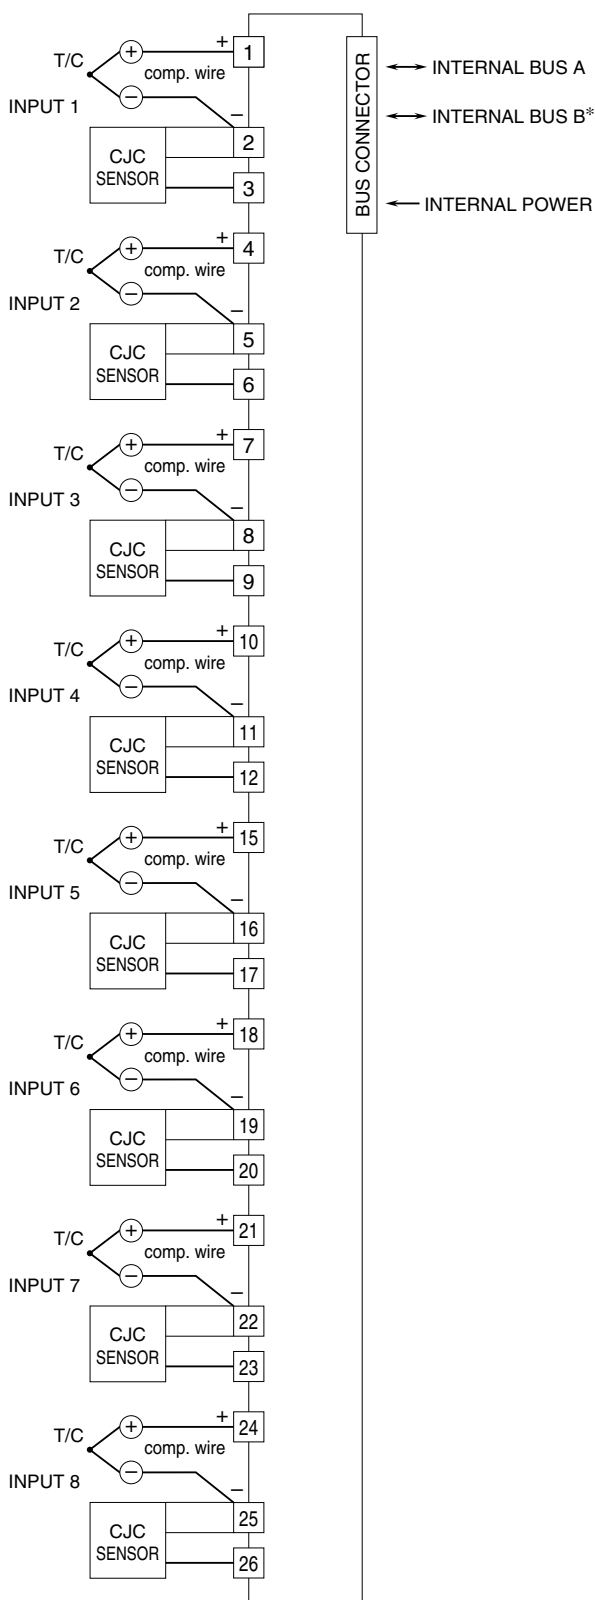 +
1
T/C
+
comp. wire
−
−
INPUT 1
2
CJC
SENSOR
3
+
4
T/C
+
comp. wire
−
−
INPUT 2
5
CJC
SENSOR
6
+
7
T/C
+
comp. wire
−
−
INPUT 3
8
CJC
SENSOR
9
+
10
T/C
+
comp. wire
−
−
INPUT 4
11
CJC
SENSOR
12
+
15
T/C
+
comp. wire
−
−
INPUT 5
16
CJC
SENSOR
17
+
18
T/C
+
comp. wire
−
−
INPUT 6
19
CJC
SENSOR
20
+
21
T/C
+
comp. wire
−
−
INPUT 7
22
CJC
SENSOR
23
+
24
T/C
+
comp. wire
−
−
INPUT 8
25
CJC
SENSOR
26
BUS CONNECTOR
INTERNAL BUS A
INTERNAL BUS B*
INTERNAL POWER